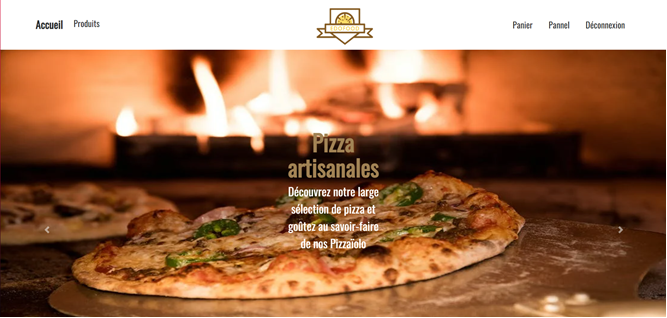 Accueil Produits
Panier Pannel Déconnexion
Pizza
artisanales
Découvrez notre large
sélection de pizza et
goûtez au savoir-faire
de nos Pizzaïolo